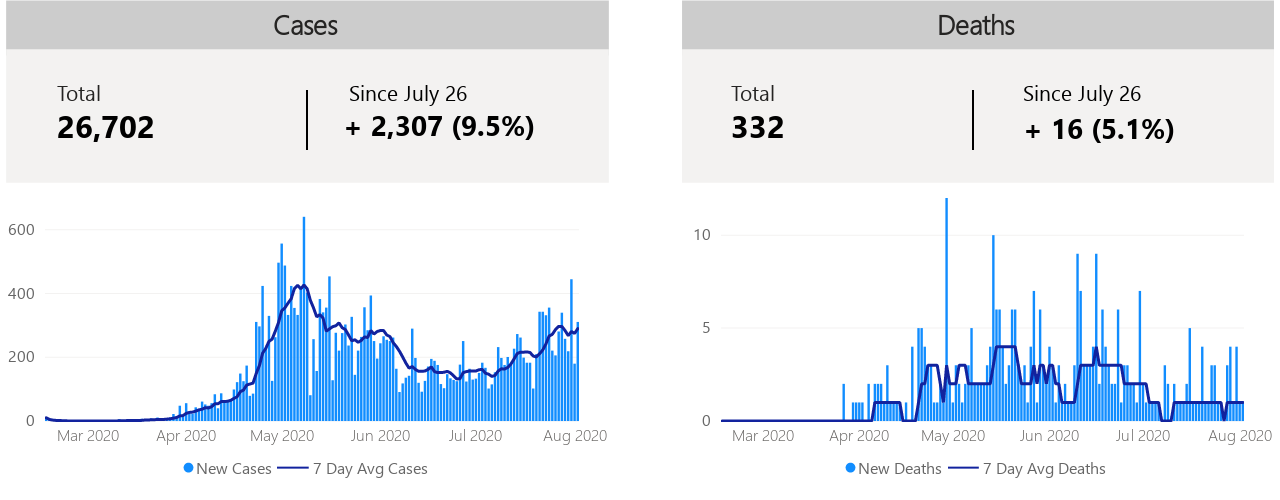 Cases
Total
26,702
Since July 26
+ 2,307 (9.5%)
600
400
200
0
Mar 2020 Apr 2020 May 2020 Jun 2020 Jul 2020 Aug 2020
New Cases 7 Day Avg Cases
Deaths
Total
332
Since July 26
+ 16 (5.1%)
10
5
0
Mar 2020 Apr 2020 May 2020 Jun 2020 Jul 2020 Aug 2020
New Deaths 7 Day Avg Deaths